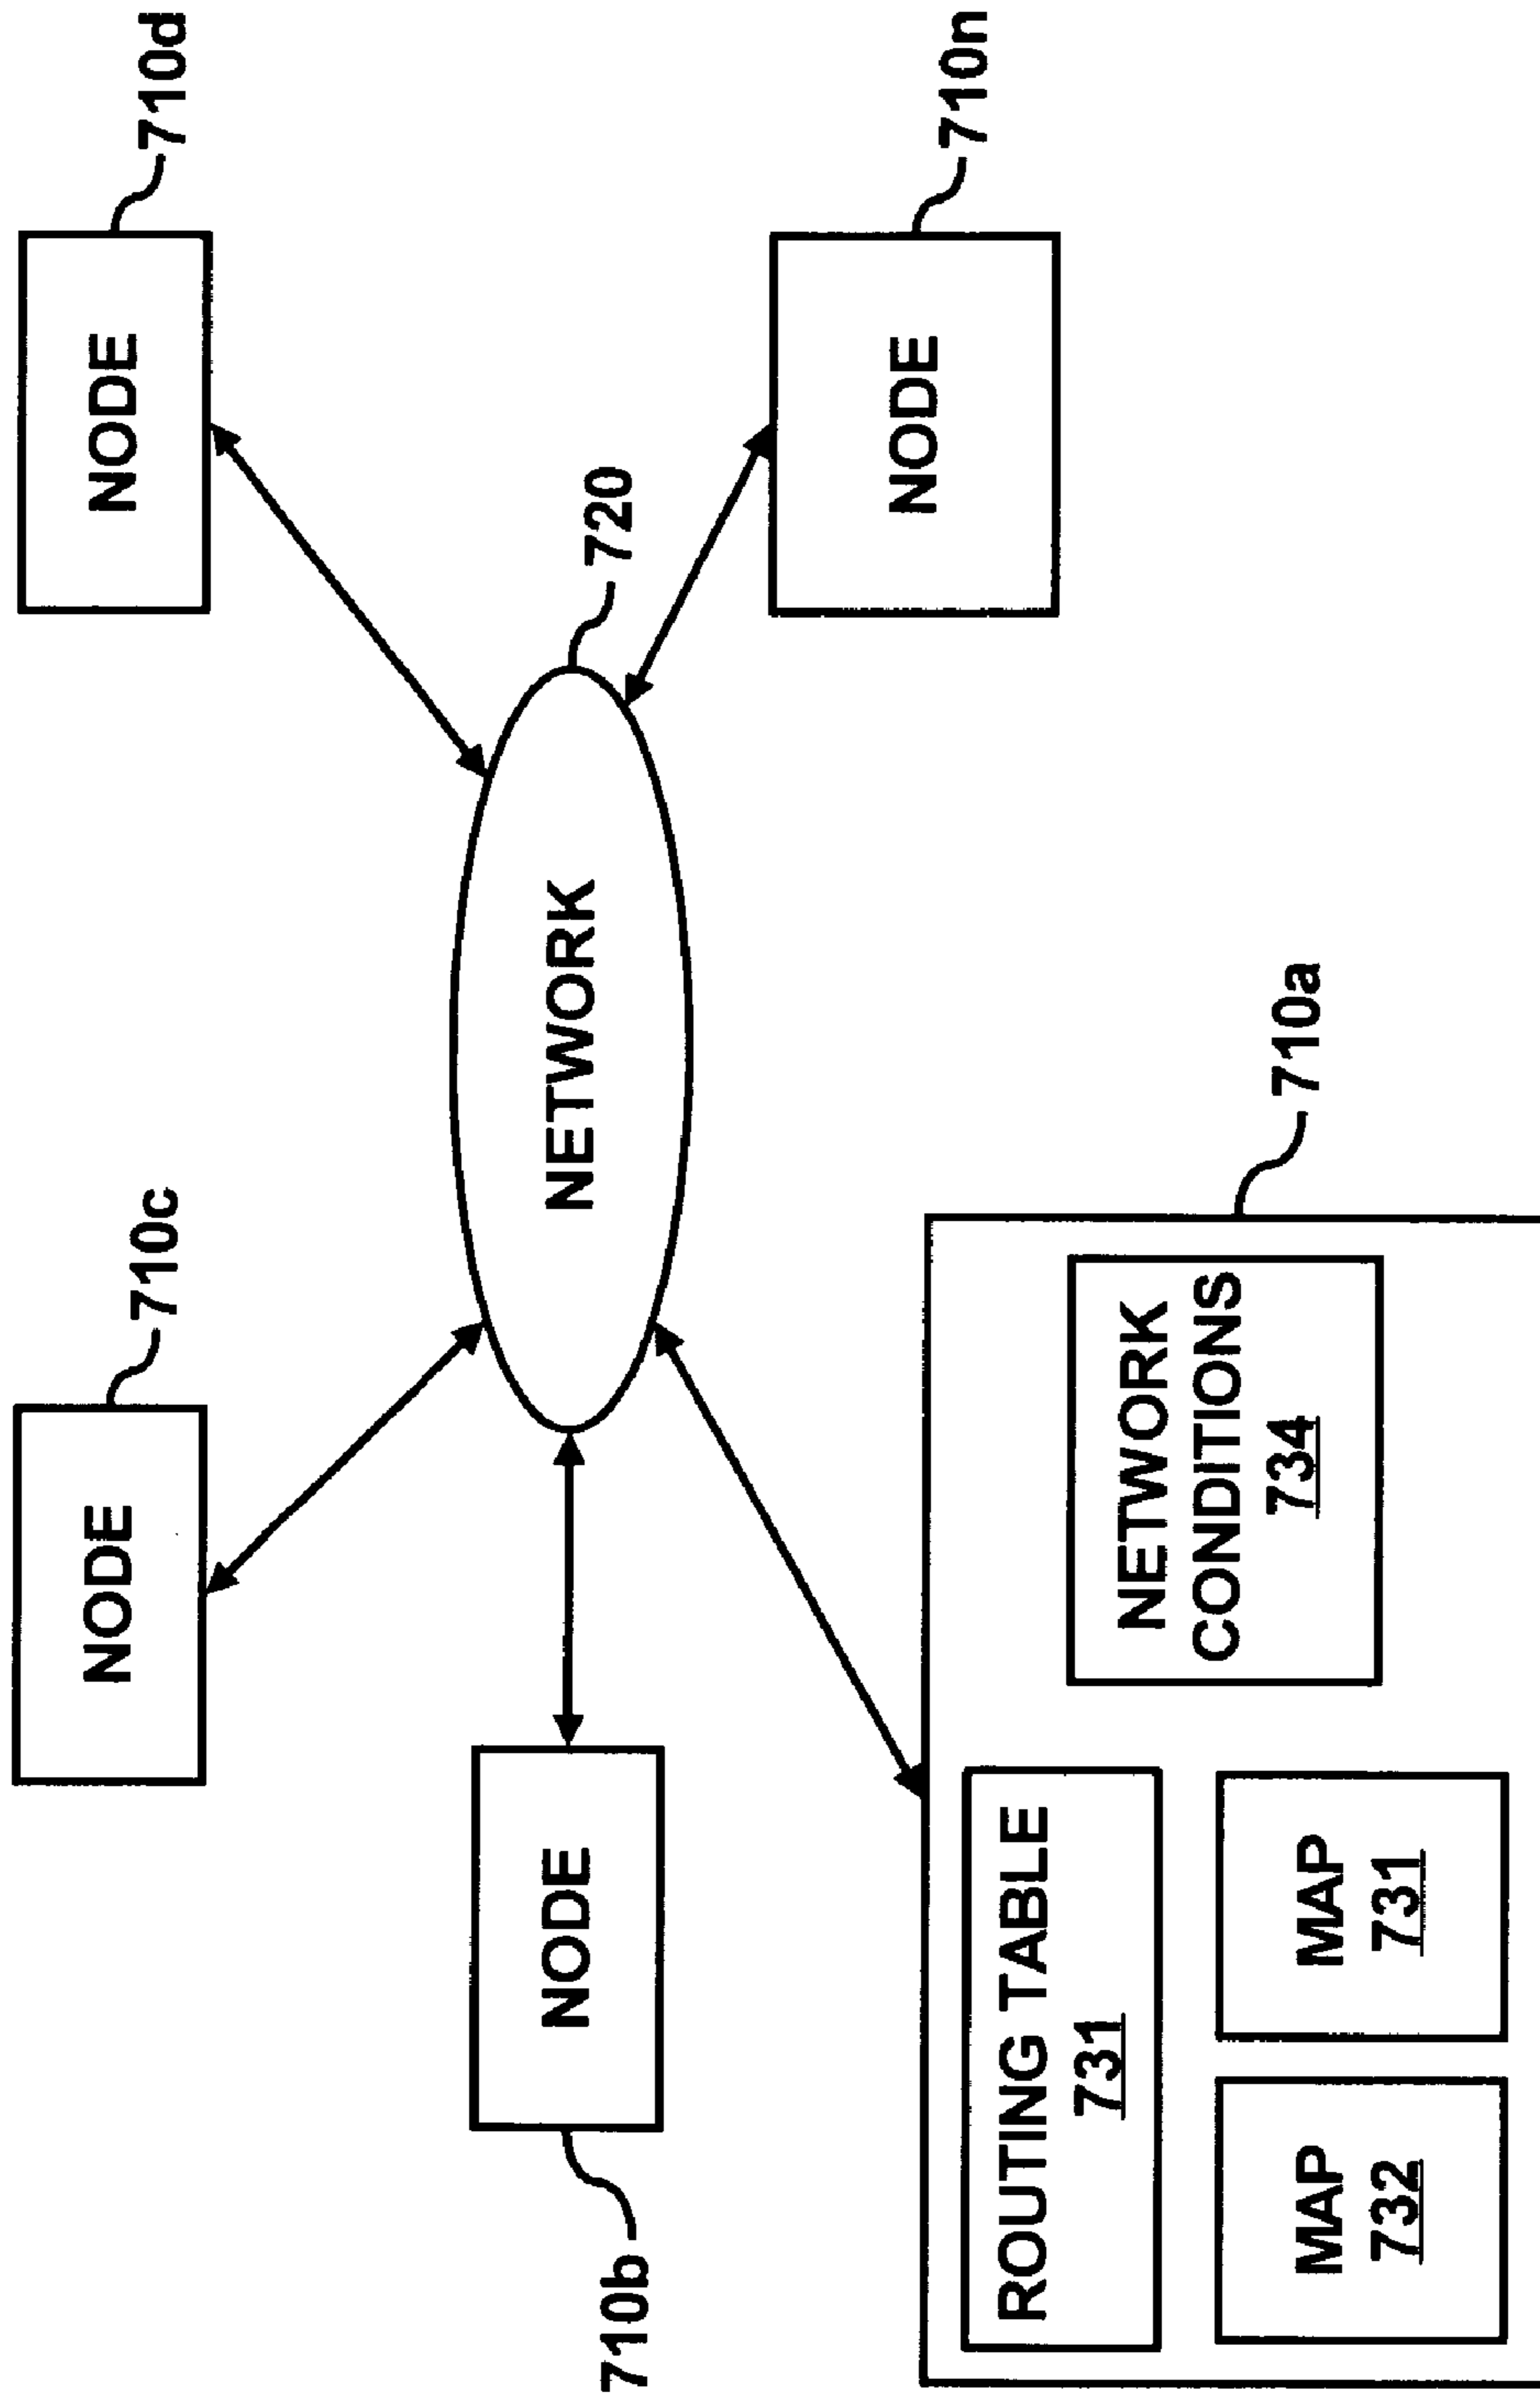 710c
NODE
710d
NODE
710b
NODE
NETWORK
720
NODE
710n
710a
ROUTING TABLE
731
NETWORK
CONDITIONS
734
MAP
732
MAP
731